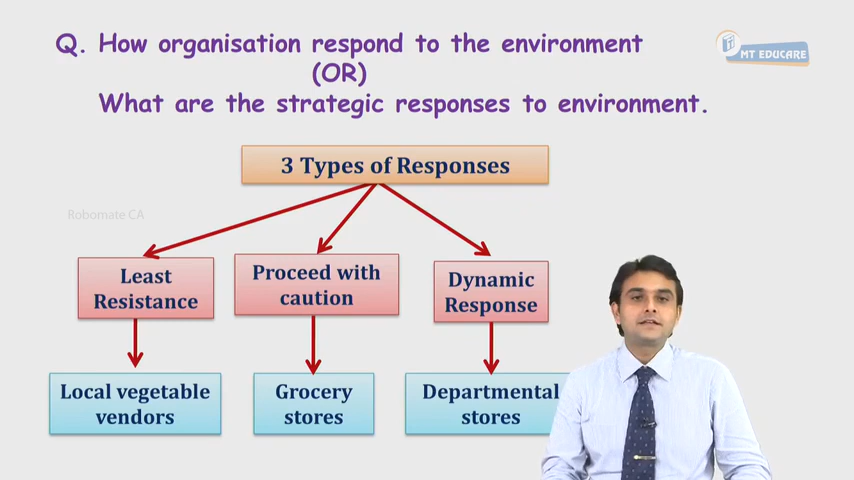 Q. How organisation respond to the environment
(OR)
What are the strategic responses to environment.
MT EDUCARE
3 Types of Responses
Robomate CA
Least
Resistance
Proceed with
caution
Dynamic
Response
Local vegetable
vendors
Grocery
stores
Departmental
stores